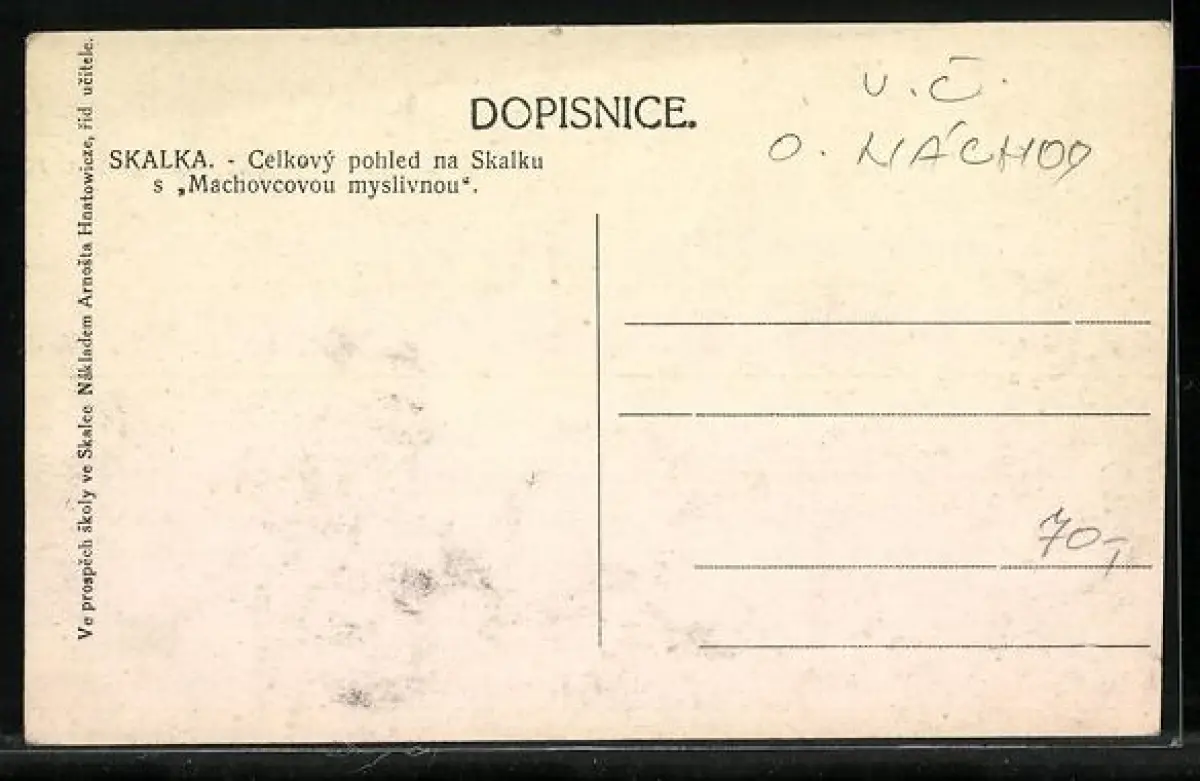 DOPISNICE.
SKALKA. - Celkový pohled na Skalku
s „Machovcovou myslivnou“.
Ve prospěch školy ve Skalce Nákladem Arnošta Hnatowicze, říd učitele.
v. Č.
O. NÁCHOD
70,-